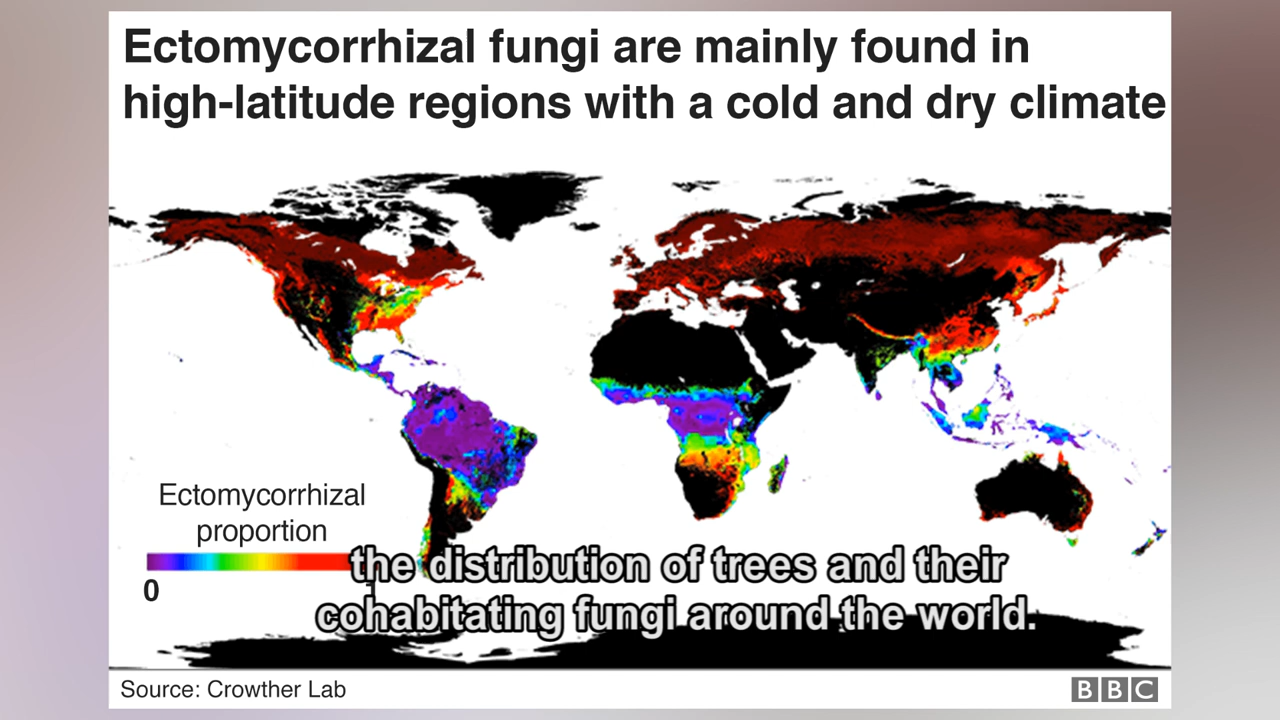 Ectomycorrhizal fungi are mainly found in
high-latitude regions with a cold and dry climate
Ectomycorrhizal
proportion
0
the distribution of trees and their
cohabitating fungi around the world.
Source: Crowther Lab
BBC